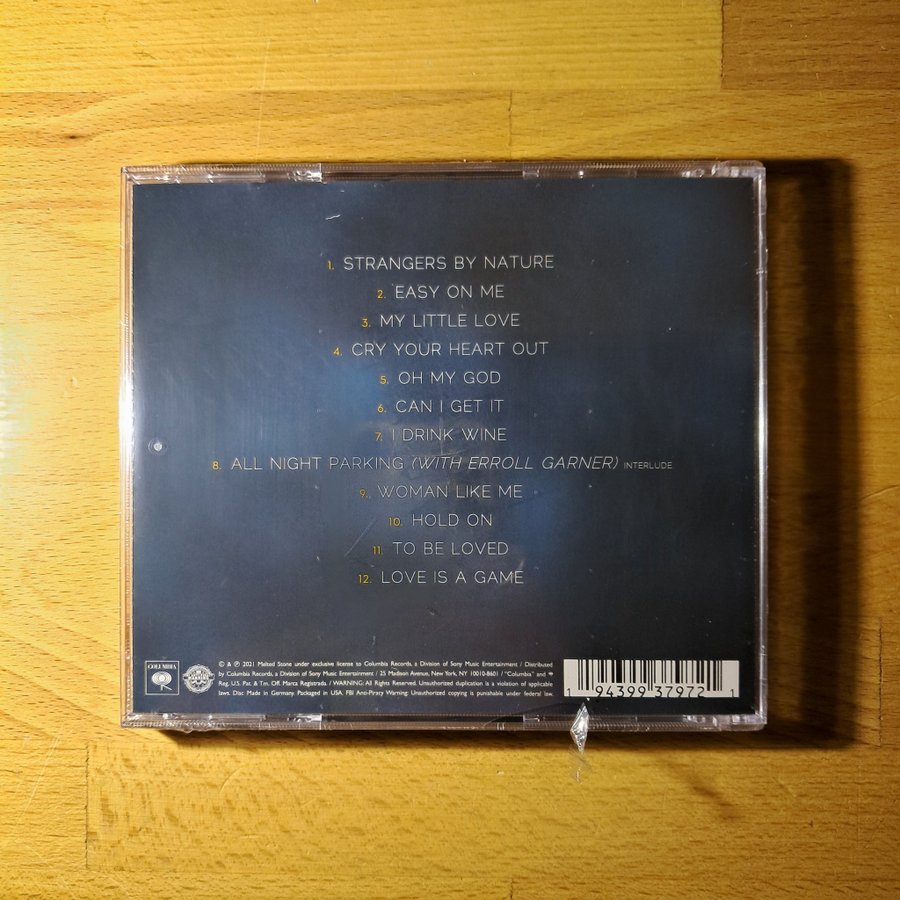 1. STRANGERS BY NATURE
2. EASY ON ME
3. MY LITTLE LOVE
4. CRY YOUR HEART OUT
5. OH MY GOD
6. CAN I GET IT
7. I DRINK WINE
8. ALL NIGHT PARKING (WITH ERROLL GARNER) INTERLUDE
9. WOMAN LIKE ME
10. HOLD ON
11. TO BE LOVED
12. LOVE IS A GAME
COLUMBIA
© & ℗ 2021 Melted Stone under exclusive license to Columbia Records, a Division of Sony Music Entertainment / Distributed
by Columbia Records, a Division of Sony Music Entertainment / 25 Madison Avenue, New York, NY 10010-8601 / "Columbia" and
Reg. U.S. Pat. & Tm. Off. Marca Registrada. / WARNING: All Rights Reserved. Unauthorized duplication is a violation of applicable
laws. Disc Made in Germany. Packaged in USA. FBI Anti-Piracy Warning: Unauthorized copying is punishable under federal law.
1 94399 37972 1